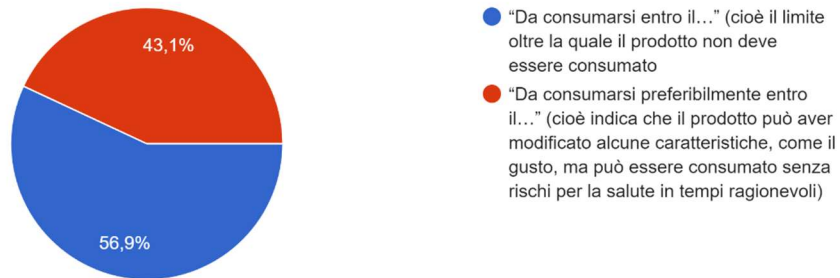 43,1%
56,9%
“Da consumarsi entro il…” (cioè il limite
oltre la quale il prodotto non deve
essere consumato
“Da consumarsi preferibilmente entro
il…” (cioè indica che il prodotto può aver
modificato alcune caratteristiche, come il
gusto, ma può essere consumato senza
rischi per la salute in tempi ragionevoli)